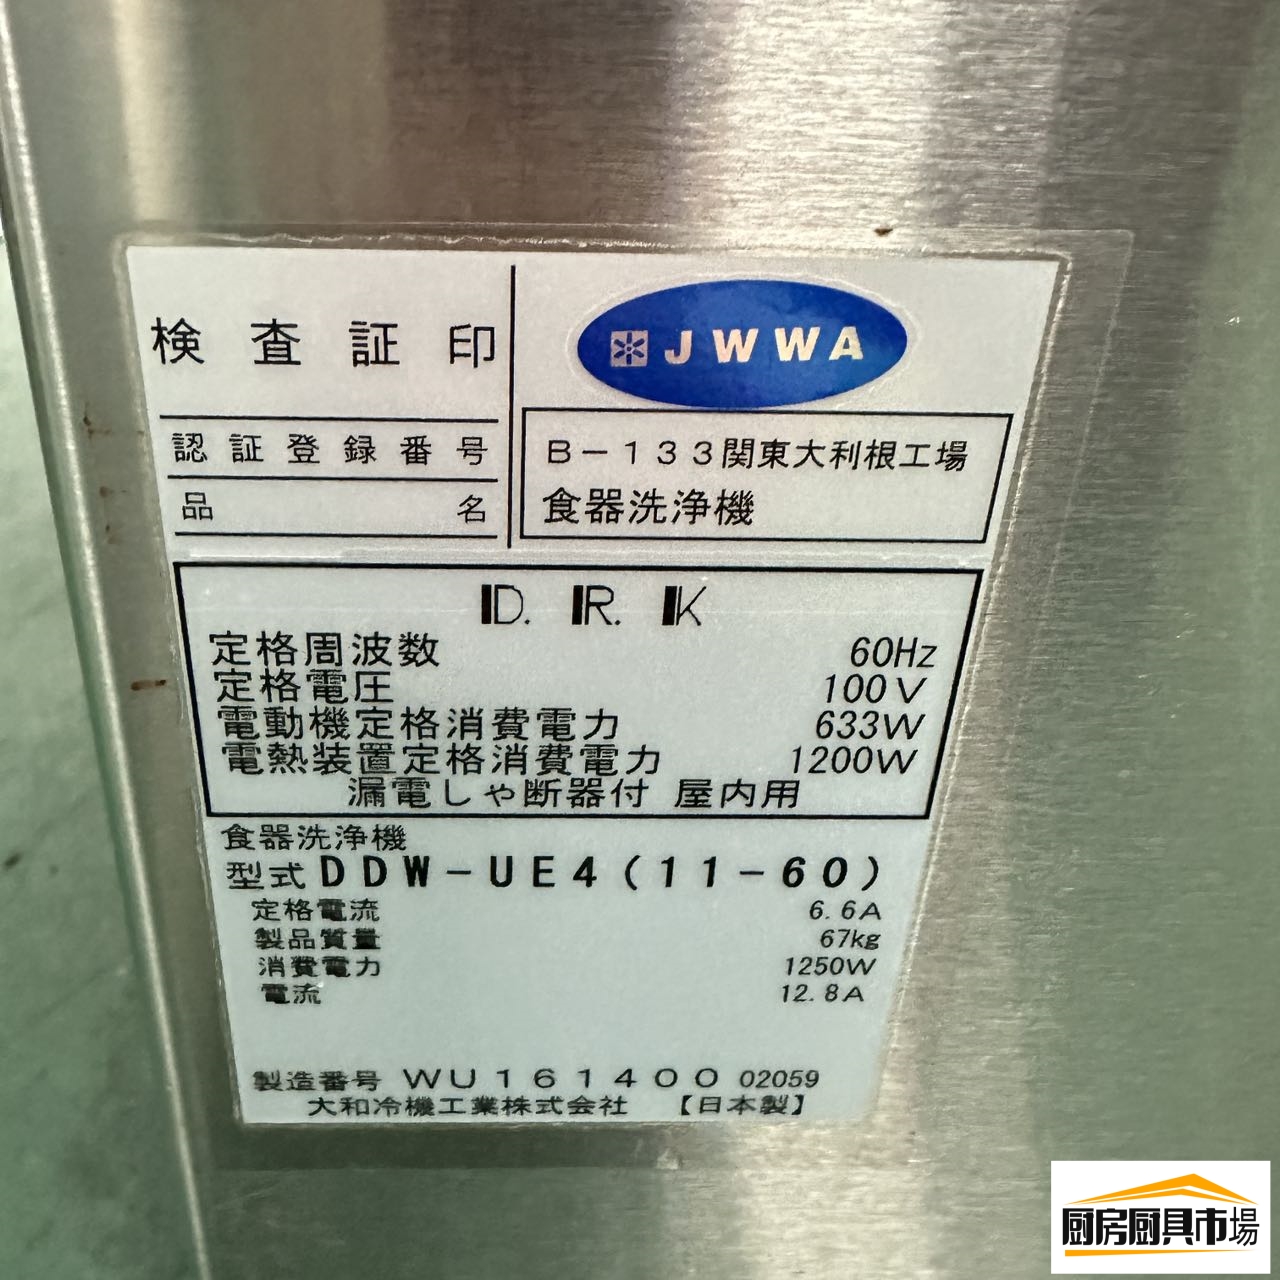 検査証印
JWWA
認証登録番号 B-133関東大利根工場
品名 食器洗浄機
D.R.K
定格周波数 60Hz
定格電圧 100V
電動機定格消費電力 633W
電熱装置定格消費電力 1200W
漏電しゃ断器付 屋内用
食器洗浄機
型式 DDW-UE4(11-60)
定格電流 6.6A
製品質量 67kg
消費電力 1250W
電流 12.8A
製造番号 WU161400 02059
大和冷機工業株式会社 【日本製】
厨房厨具市場